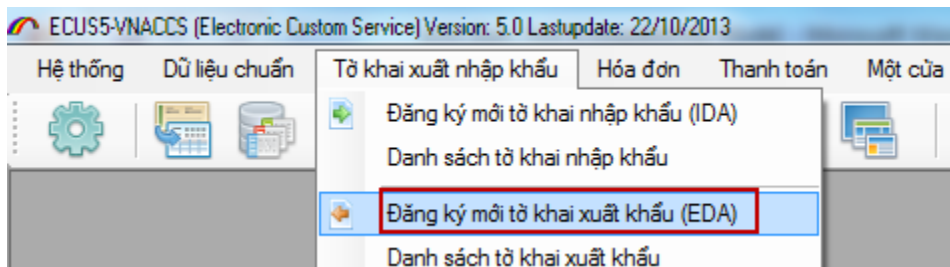 ECUS5-VNACCS (Electronic Custom Service) Version: 5.0 Lastupdate: 22/10/2013
Hệ thống Dữ liệu chuẩn Tờ khai xuất nhập khẩu Hóa đơn Thanh toán Một cửa
Đăng ký mới tờ khai nhập khẩu (IDA)
Danh sách tờ khai nhập khẩu
Đăng ký mới tờ khai xuất khẩu (EDA)
Danh sách tờ khai xuất khẩu